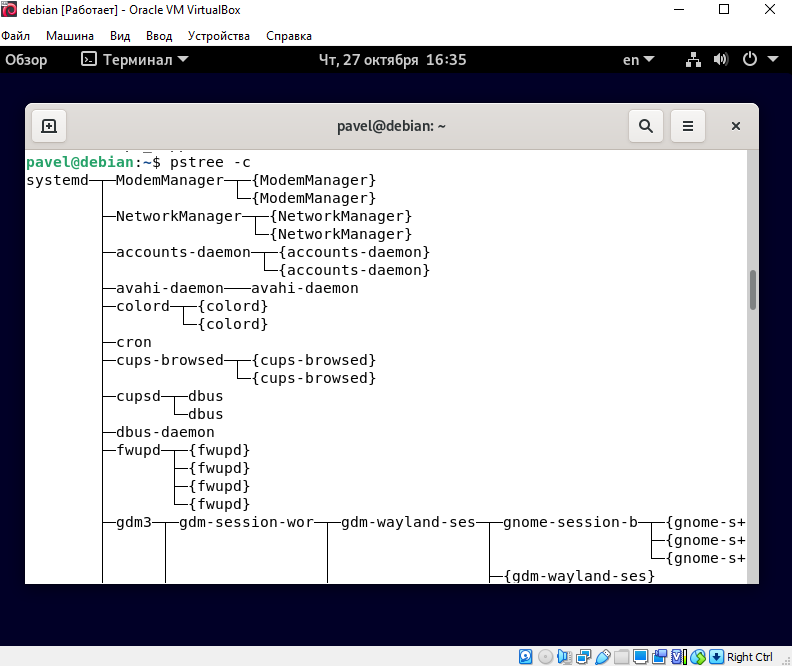 debian [Работает] - Oracle VM VirtualBox
Файл Машина Вид Ввод Устройства Справка
Обзор Терминал Чт, 27 октября 16:35 en
pavel@debian: ~
pavel@debian:~$ pstree -c
systemd─┬─ModemManager─┬─{ModemManager}
└─{ModemManager}
├─NetworkManager─┬─{NetworkManager}
└─{NetworkManager}
├─accounts-daemon─┬─{accounts-daemon}
└─{accounts-daemon}
├─avahi-daemon───avahi-daemon
├─colord─┬─{colord}
└─{colord}
├─cron
├─cups-browsed─┬─{cups-browsed}
└─{cups-browsed}
├─cupsd─┬─dbus
└─dbus
├─dbus-daemon
├─fwupd─┬─{fwupd}
├─{fwupd}
├─{fwupd}
└─{fwupd}
├─gdm3─┬─gdm-session-wor─┬─gdm-wayland-ses─┬─gnome-session-b─┬─{gnome-s+
├─{gnome-s+
└─{gnome-s+
├─{gdm-wayland-ses}
Right Ctrl